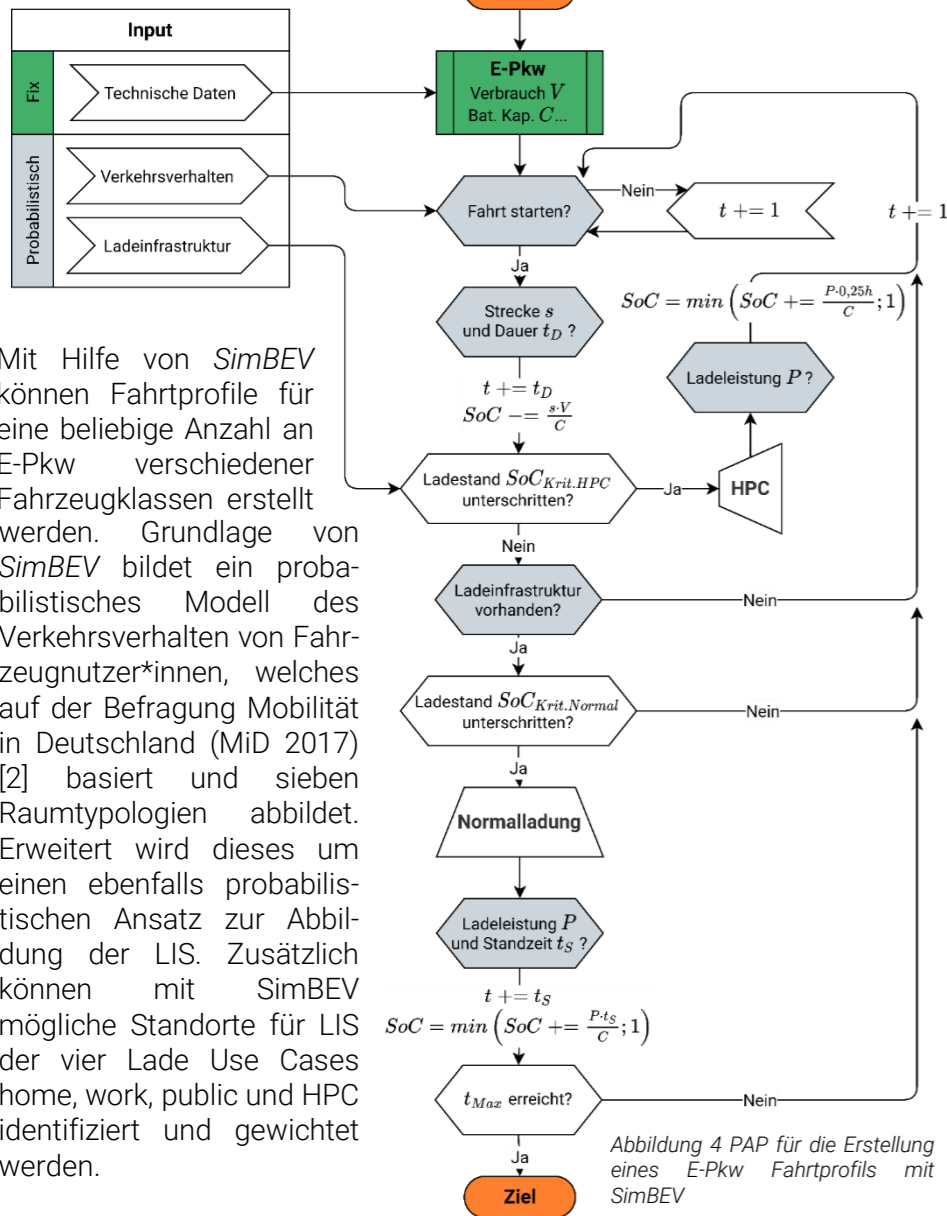 Input
Fix
Technische Daten
Probabilistisch
Verkehrsverhalten
Ladeinfrastruktur
E-Pkw
Verbrauch V
Bat. Kap. C...
Fahrt starten?
Nein
t += 1
t += 1
Ja
Strecke s
und Dauer t_D ?
t += t_D
SoC −= s·V/C
Ladestand SoC_Krit.HPC
unterschritten?
Ja
HPC
Ladeleistung P ?
SoC = min (SoC += P·0,25h/C ; 1)
Nein
Ladeinfrastruktur
vorhanden?
Nein
Ja
Ladestand SoC_Krit.Normal
unterschritten?
Nein
Ja
Normalladung
Ladeleistung P
und Standzeit t_S ?
t += t_S
SoC = min (SoC += P·t_S/C ; 1)
t_Max erreicht?
Nein
Ja
Ziel
Mit Hilfe von SimBEV
können Fahrtprofile für
eine beliebige Anzahl an
E-Pkw verschiedener
Fahrzeugklassen erstellt
werden. Grundlage von
SimBEV bildet ein proba-
bilistisches Modell des
Verkehrsverhalten von Fahr-
zeugnutzer*innen, welches
auf der Befragung Mobilität
in Deutschland (MiD 2017)
[2] basiert und sieben
Raumtypologien abbildet.
Erweitert wird dieses um
einen ebenfalls probabilis-
tischen Ansatz zur Abbil-
dung der LIS. Zusätzlich
können mit SimBEV
mögliche Standorte für LIS
der vier Lade Use Cases
home, work, public und HPC
identifiziert und gewichtet
werden.
Abbildung 4 PAP für die Erstellung
eines E-Pkw Fahrtprofils mit
SimBEV